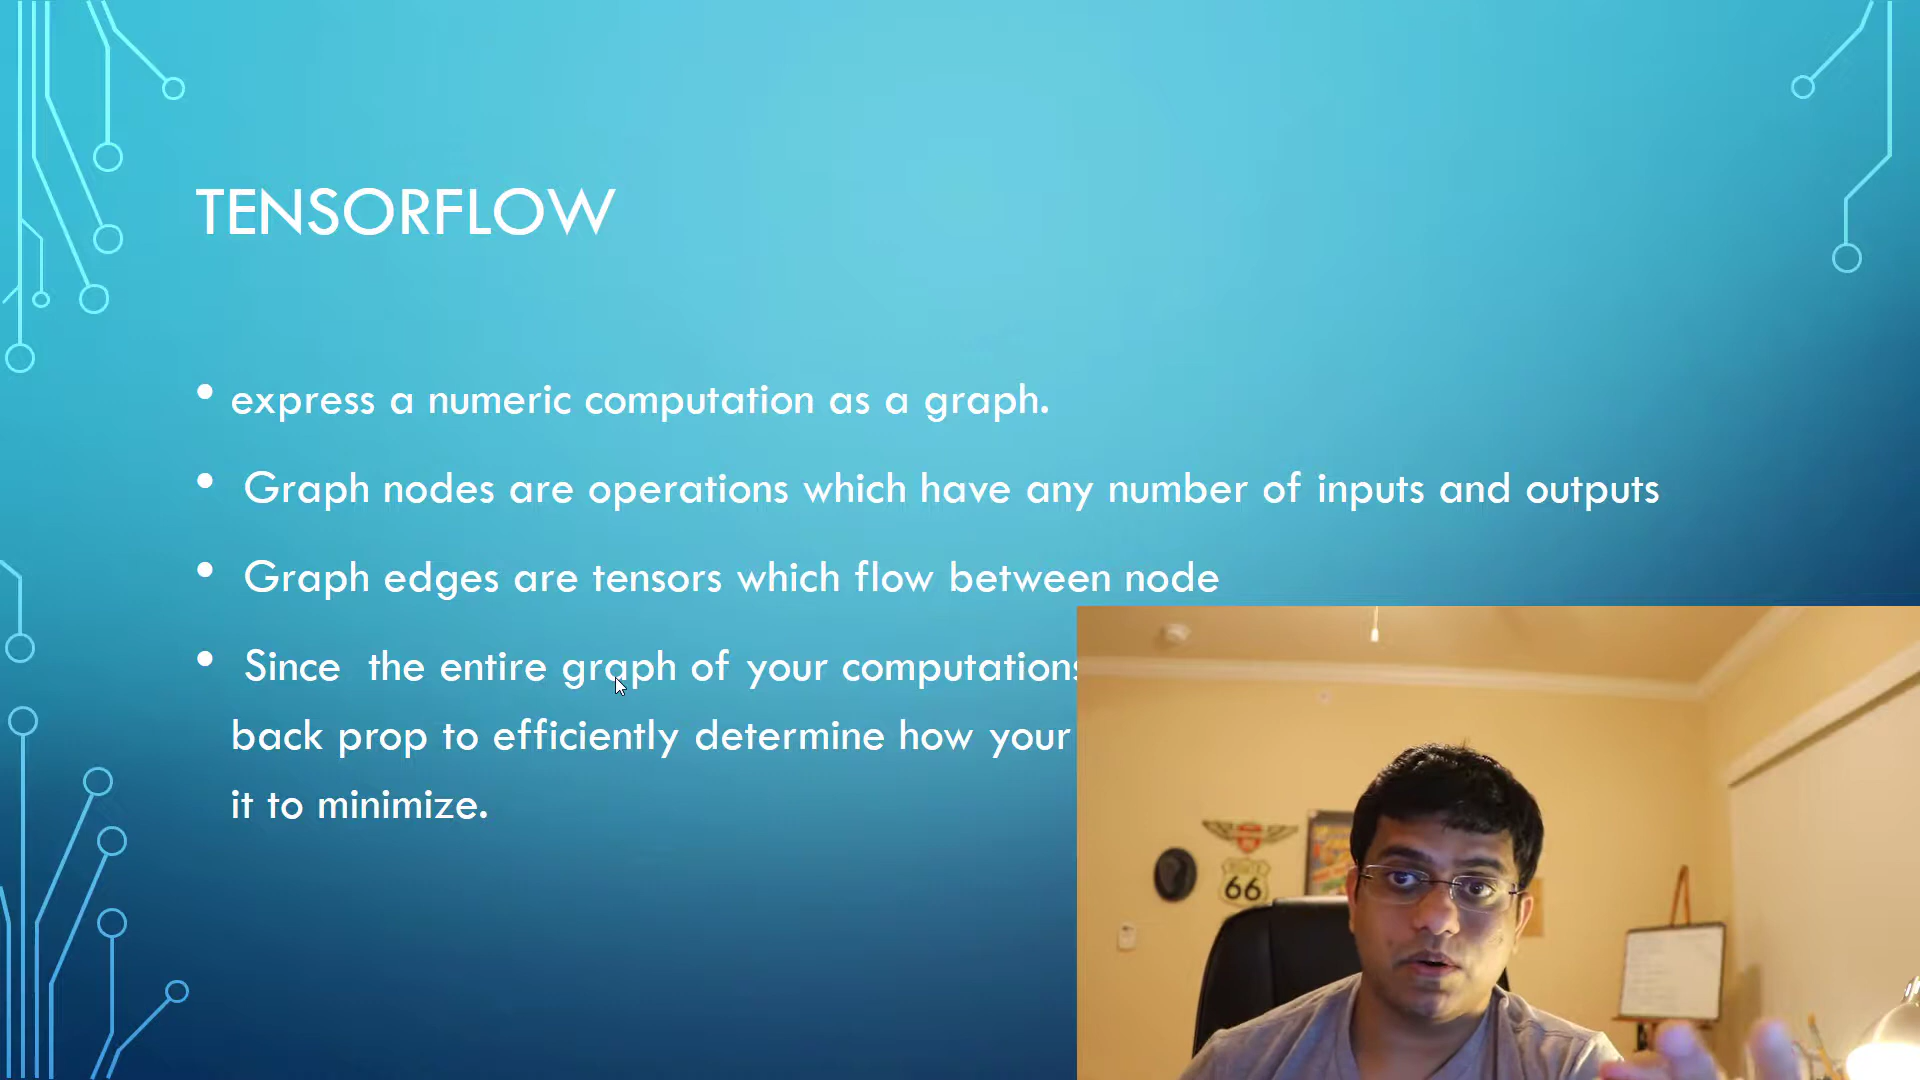 TENSORFLOW
express a numeric computation as a graph.
Graph nodes are operations which have any number of inputs and outputs
Graph edges are tensors which flow between node
Since the entire graph of your computations
back prop to efficiently determine how your
it to minimize.
66